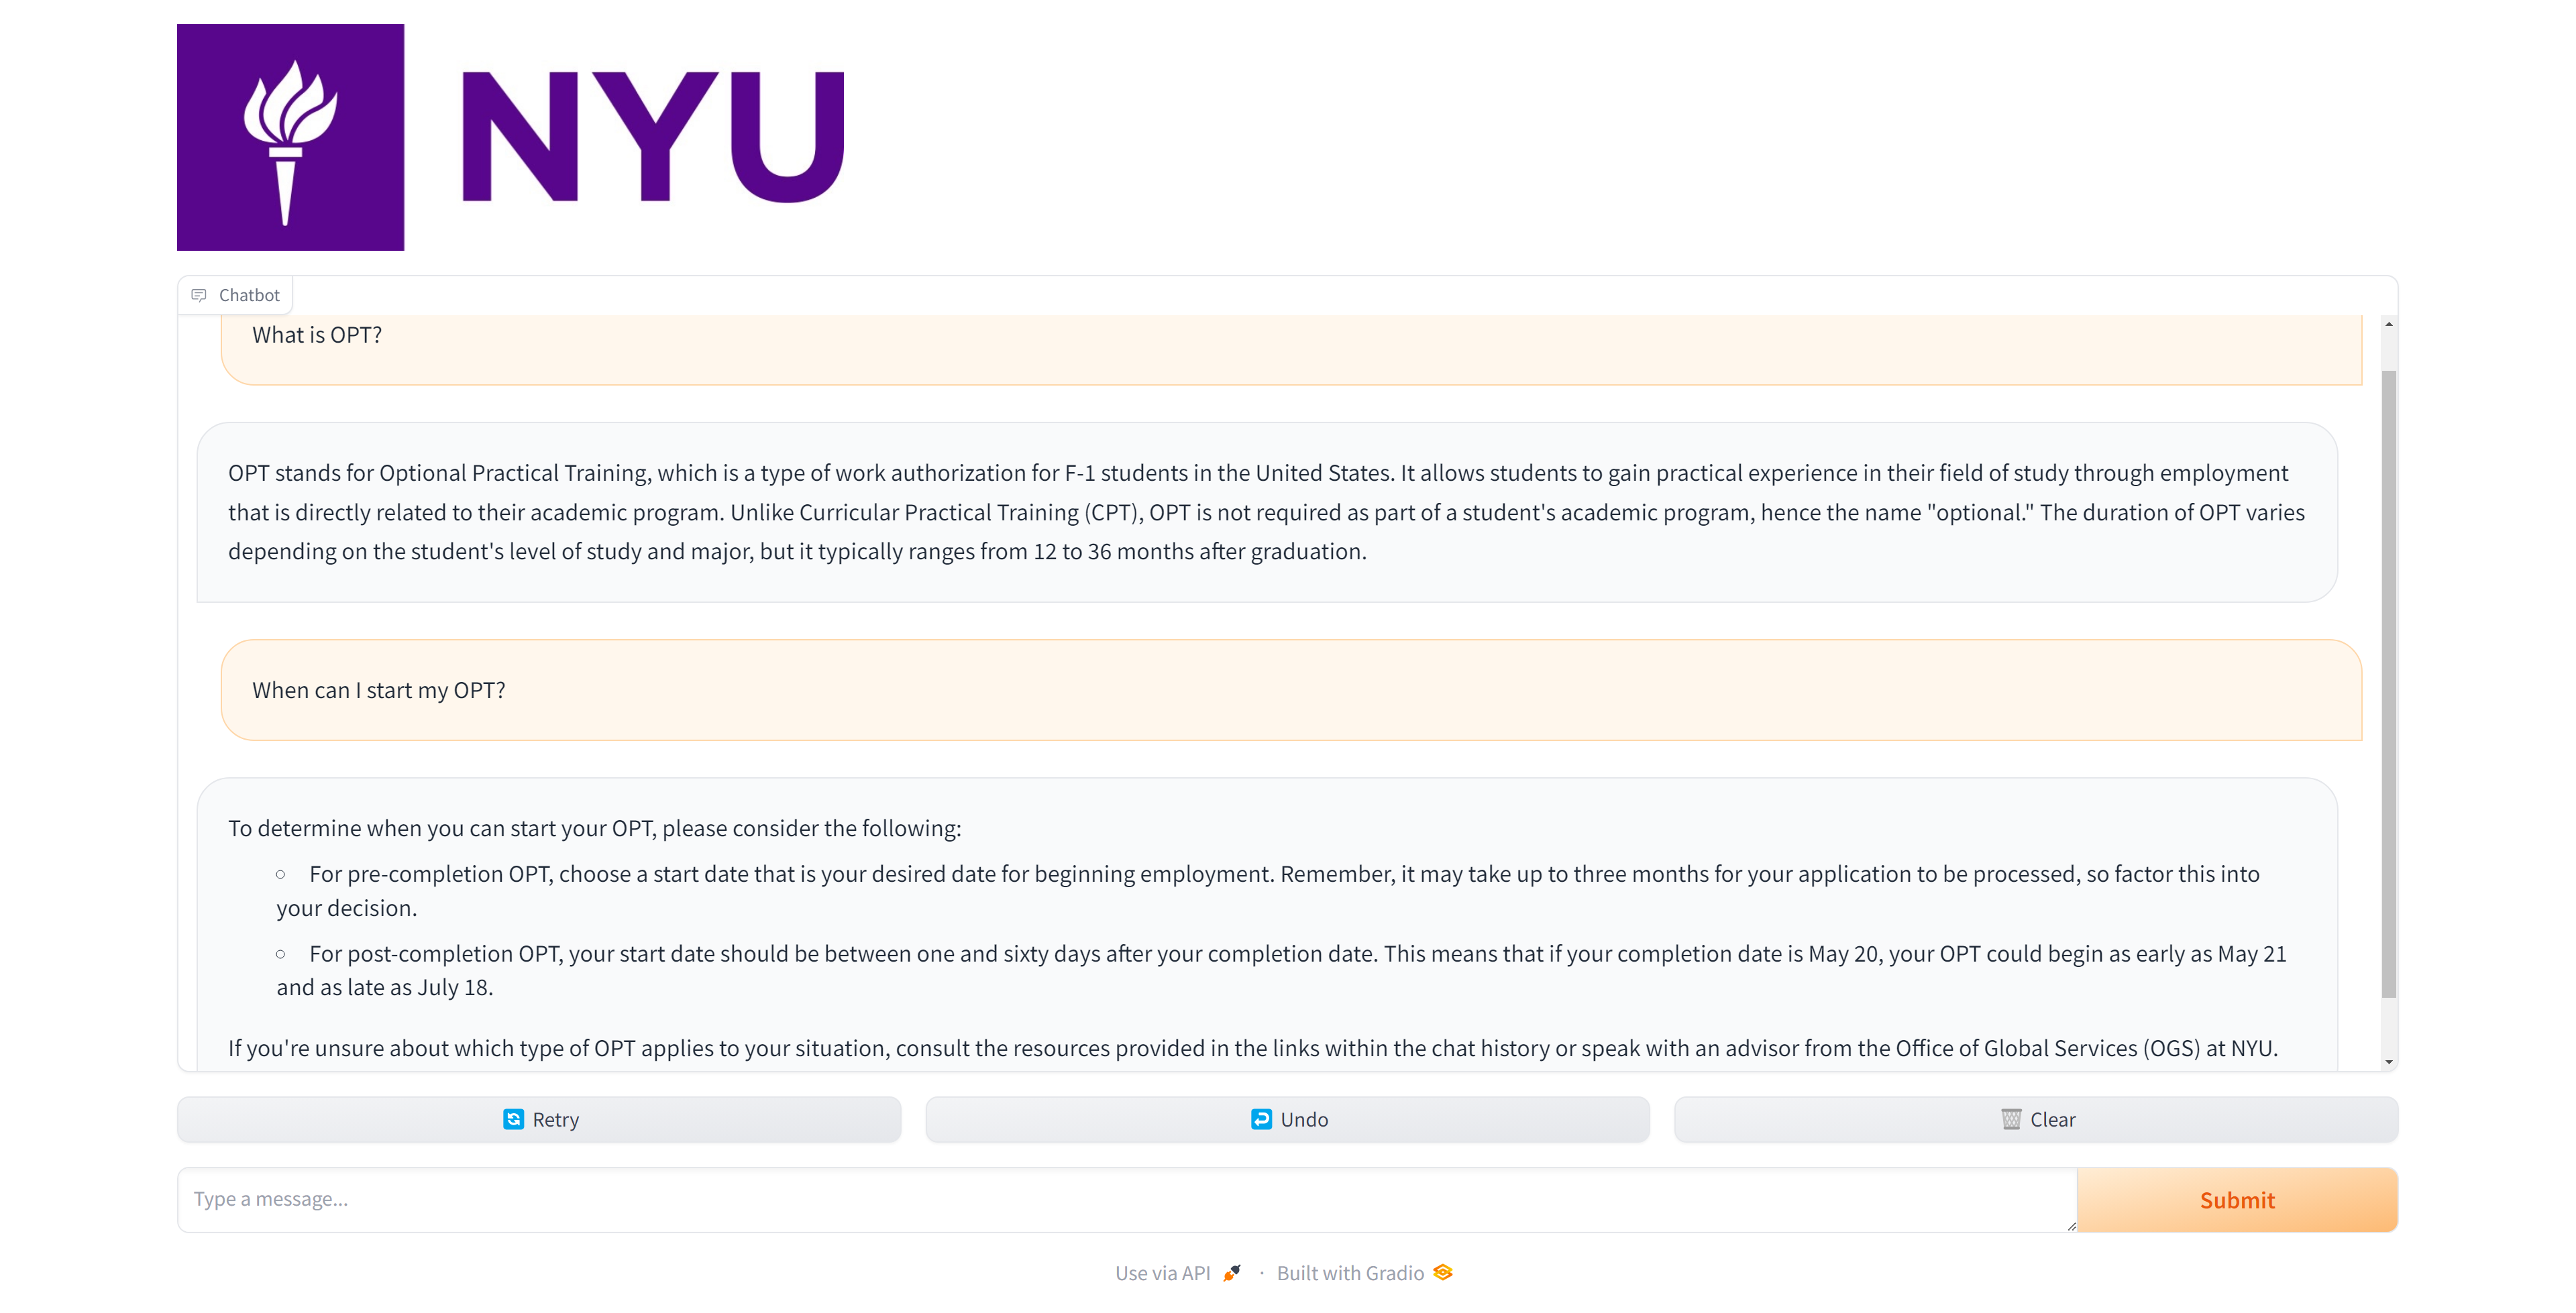 NYU
Chatbot
What is OPT?
OPT stands for Optional Practical Training, which is a type of work authorization for F-1 students in the United States. It allows students to gain practical experience in their field of study through employment
that is directly related to their academic program. Unlike Curricular Practical Training (CPT), OPT is not required as part of a student's academic program, hence the name "optional." The duration of OPT varies
depending on the student's level of study and major, but it typically ranges from 12 to 36 months after graduation.
When can I start my OPT?
To determine when you can start your OPT, please consider the following:
○ For pre-completion OPT, choose a start date that is your desired date for beginning employment. Remember, it may take up to three months for your application to be processed, so factor this into
your decision.
○ For post-completion OPT, your start date should be between one and sixty days after your completion date. This means that if your completion date is May 20, your OPT could begin as early as May 21
and as late as July 18.
If you're unsure about which type of OPT applies to your situation, consult the resources provided in the links within the chat history or speak with an advisor from the Office of Global Services (OGS) at NYU.
Retry
Undo
Clear
Type a message...
Submit
Use via API · Built with Gradio